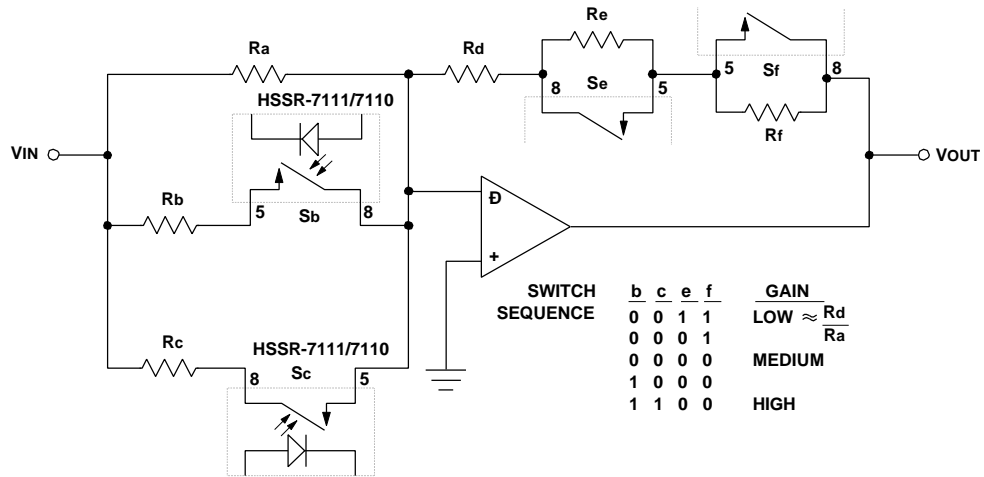 Ra
Rd
Re
Se
8
5
5
Sf
8
Rf
HSSR-7111/7110
VIN
VOUT
Rb
5
Sb
8
Đ
+
Rc
HSSR-7111/7110
Sc
8
5
SWITCH SEQUENCE
b c e f GAIN
0 0 1 1 LOW ≈ Rd
Ra
0 0 0 1
0 0 0 0 MEDIUM
1 0 0 0
1 1 0 0 HIGH